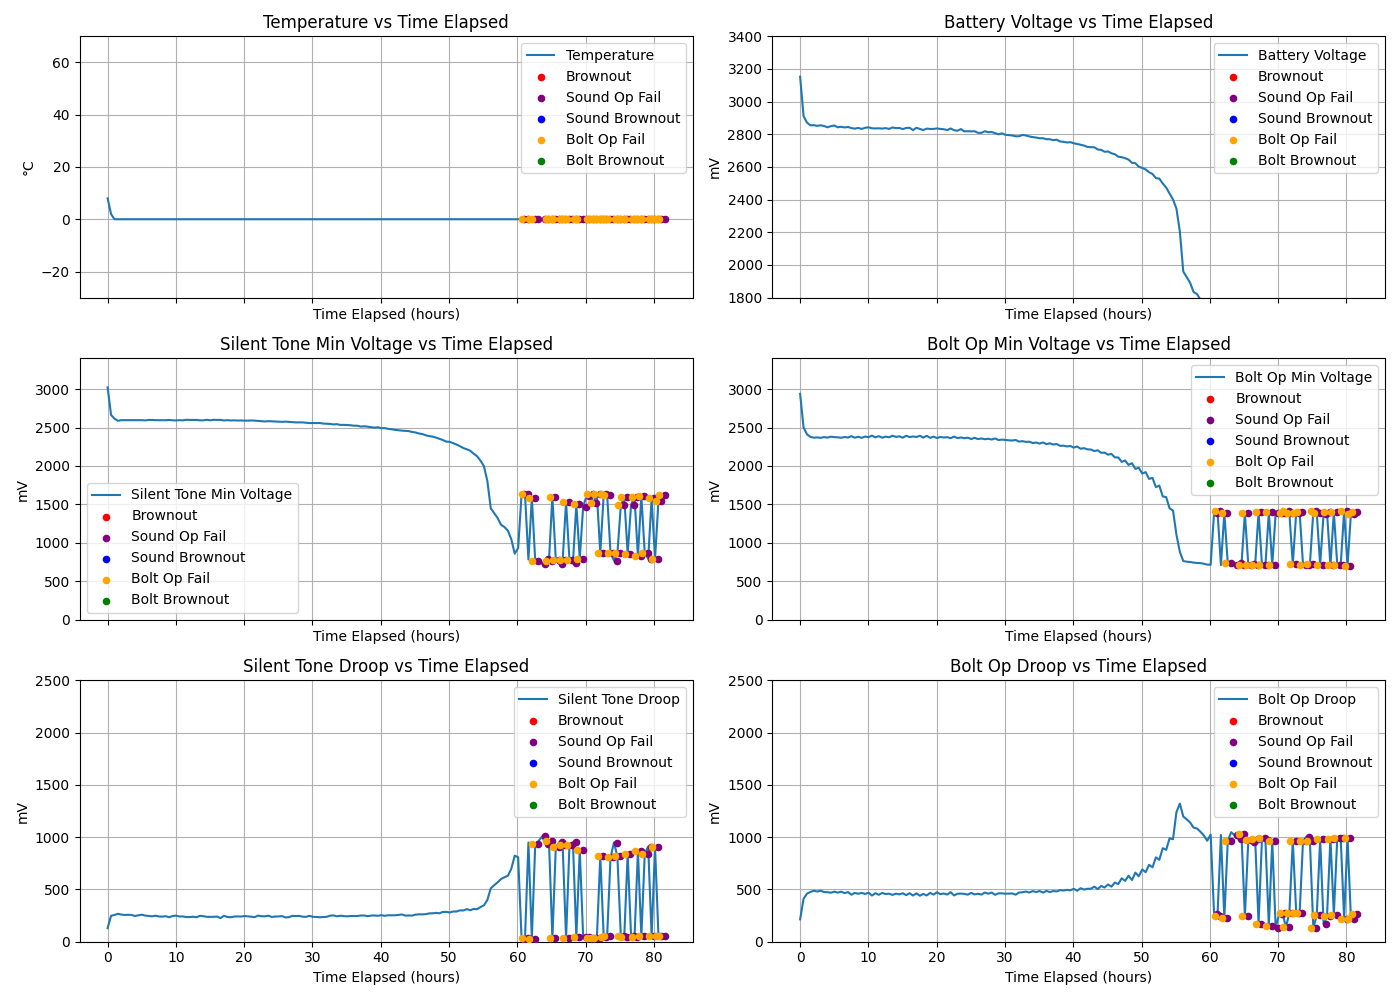 Temperature vs Time Elapsed
°C
60
40
20
0
−20
Temperature
Brownout
Sound Op Fail
Sound Brownout
Bolt Op Fail
Bolt Brownout
Time Elapsed (hours)
Battery Voltage vs Time Elapsed
mV
3400
3200
3000
2800
2600
2400
2200
2000
1800
Battery Voltage
Brownout
Sound Op Fail
Sound Brownout
Bolt Op Fail
Bolt Brownout
Time Elapsed (hours)
Silent Tone Min Voltage vs Time Elapsed
mV
3000
2500
2000
1500
1000
500
0
Silent Tone Min Voltage
Brownout
Sound Op Fail
Sound Brownout
Bolt Op Fail
Bolt Brownout
Time Elapsed (hours)
Bolt Op Min Voltage vs Time Elapsed
mV
3000
2500
2000
1500
1000
500
0
Bolt Op Min Voltage
Brownout
Sound Op Fail
Sound Brownout
Bolt Op Fail
Bolt Brownout
Time Elapsed (hours)
Silent Tone Droop vs Time Elapsed
mV
2500
2000
1500
1000
500
0
Silent Tone Droop
Brownout
Sound Op Fail
Sound Brownout
Bolt Op Fail
Bolt Brownout
0 10 20 30 40 50 60 70 80
Time Elapsed (hours)
Bolt Op Droop vs Time Elapsed
mV
2500
2000
1500
1000
500
0
Bolt Op Droop
Brownout
Sound Op Fail
Sound Brownout
Bolt Op Fail
Bolt Brownout
0 10 20 30 40 50 60 70 80
Time Elapsed (hours)